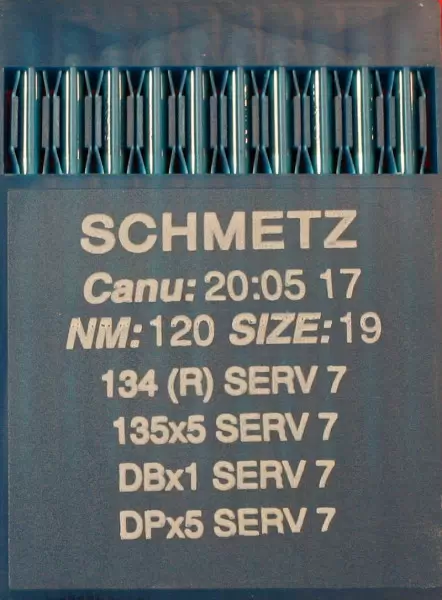 SCHMETZ
Canu: 20:05 17
NM: 120 SIZE: 19
134 (R) SERV 7
135x5 SERV 7
DBx1 SERV 7
DPx5 SERV 7